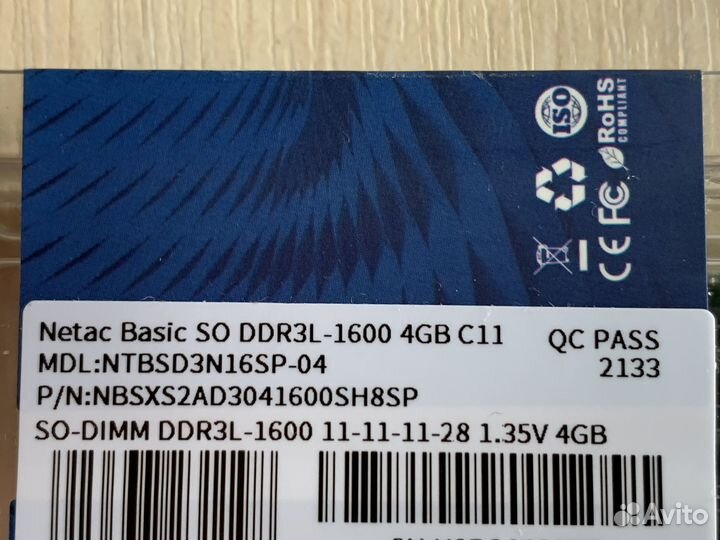 ISO
RoHS
COMPLIANT
CE FC
Netac Basic SO DDR3L-1600 4GB C11
QC PASS
MDL:NTBSD3N16SP-04
2133
P/N:NBSXS2AD3041600SH8SP
SO-DIMM DDR3L-1600 11-11-11-28 1.35V 4GB
Avito